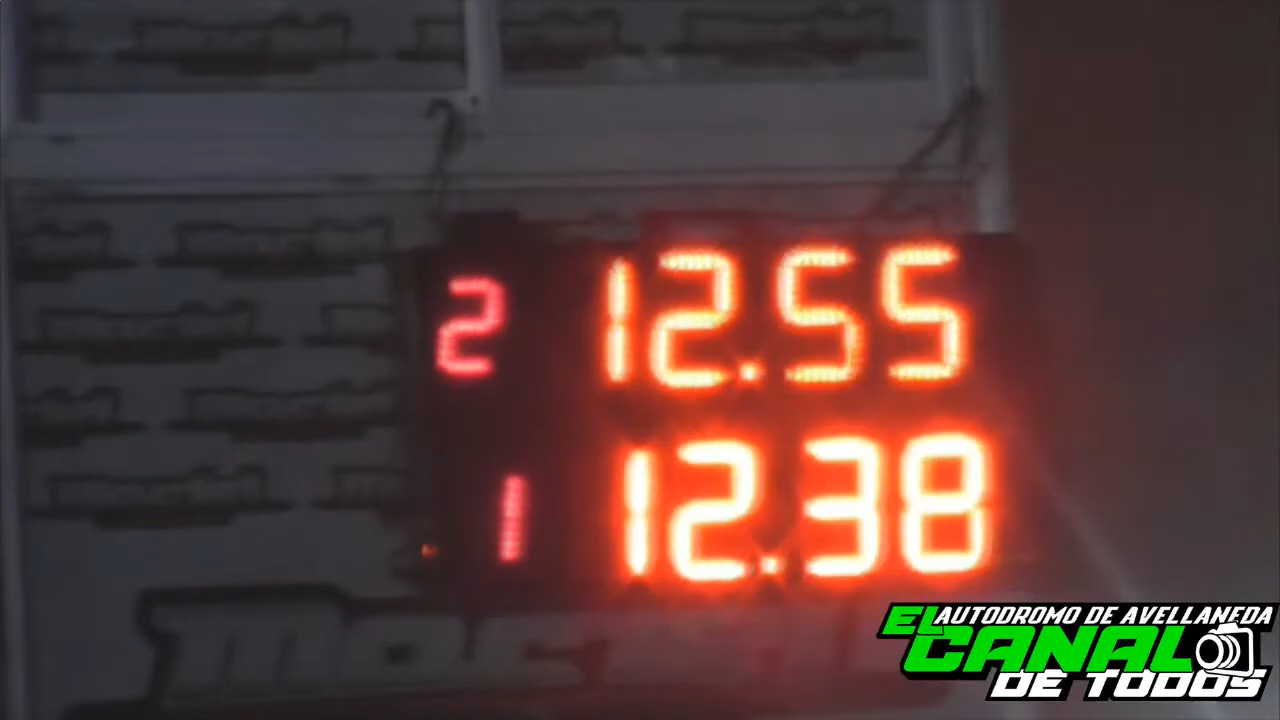 2 12.55
1 12.38
AUTODROMO DE AVELLANEDA
EL CANAL
DE TODOS